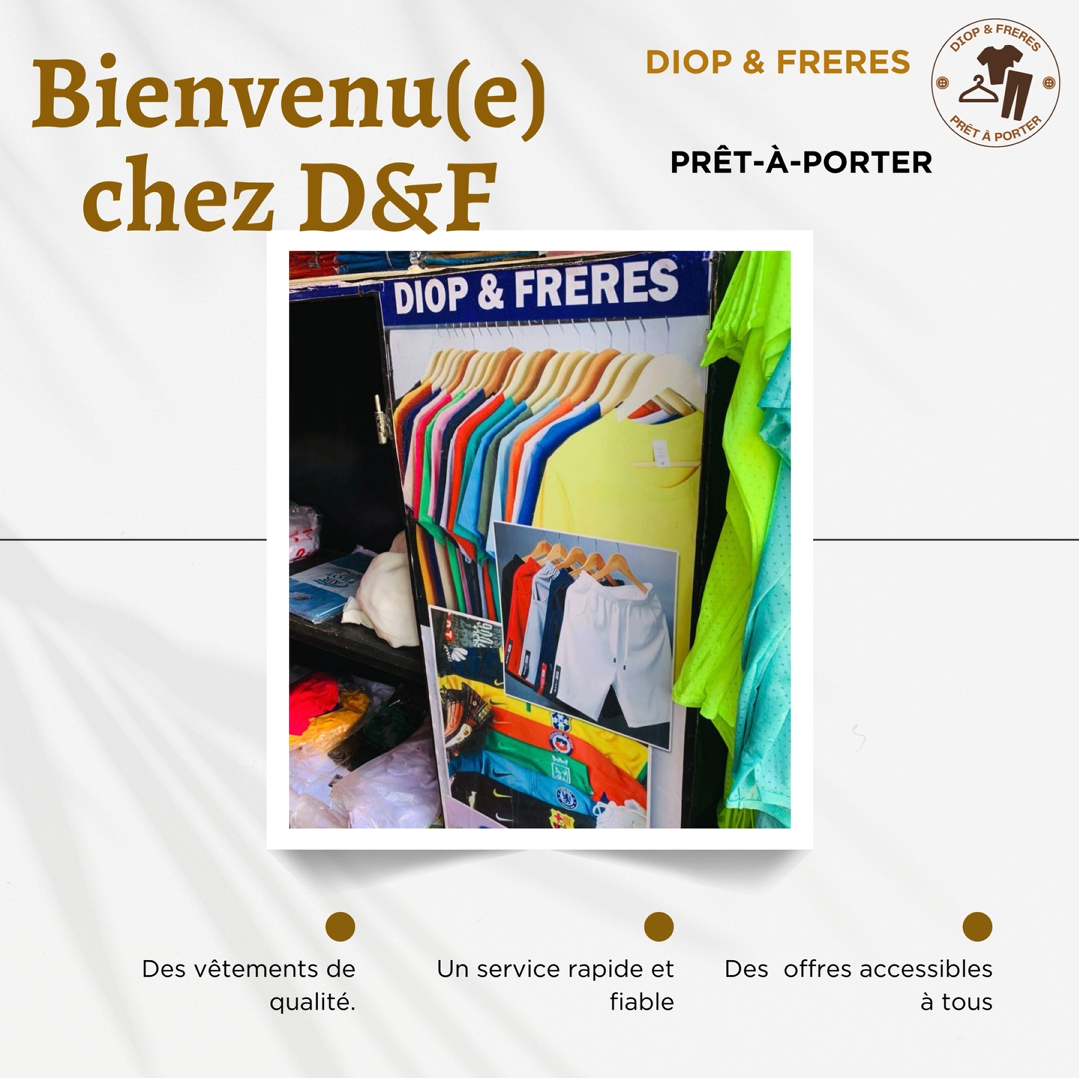 Bienvenu(e)
chez D&F
DIOP & FRERES
PRÊT-À-PORTER
DIOP & FRERES
PRÊT À PORTER
DIOP & FRERES
Des vêtements de
qualité.
Un service rapide et
fiable
Des  offres accessibles
à tous